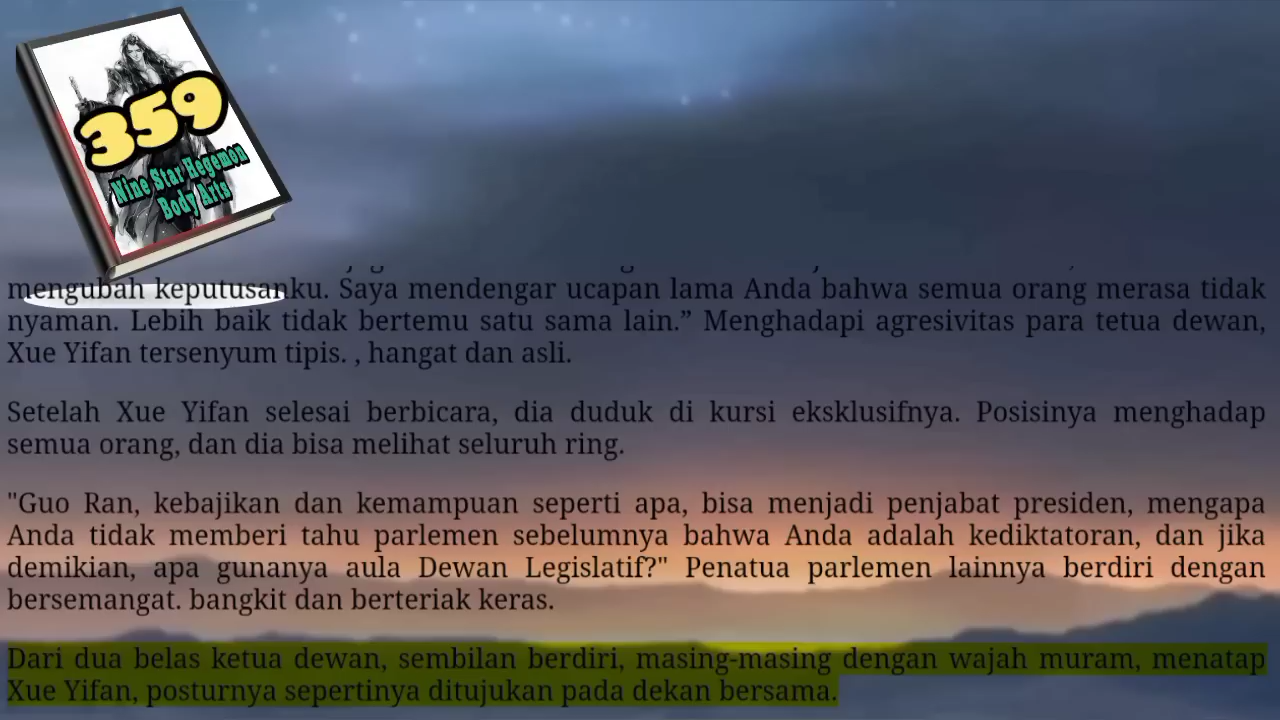 359
Nine Star Hegemon
Body Arts
mengubah keputusanku. Saya mendengar ucapan lama Anda bahwa semua orang merasa tidak
nyaman. Lebih baik tidak bertemu satu sama lain.” Menghadapi agresivitas para tetua dewan,
Xue Yifan tersenyum tipis. , hangat dan asli.
Setelah Xue Yifan selesai berbicara, dia duduk di kursi eksklusifnya. Posisinya menghadap
semua orang, dan dia bisa melihat seluruh ring.
"Guo Ran, kebajikan dan kemampuan seperti apa, bisa menjadi penjabat presiden, mengapa
Anda tidak memberi tahu parlemen sebelumnya bahwa Anda adalah kediktatoran, dan jika
demikian, apa gunanya aula Dewan Legislatif?" Penatua parlemen lainnya berdiri dengan
bersemangat. bangkit dan berteriak keras.
Dari dua belas ketua dewan, sembilan berdiri, masing-masing dengan wajah muram, menatap
Xue Yifan, posturnya sepertinya ditujukan pada dekan bersama.